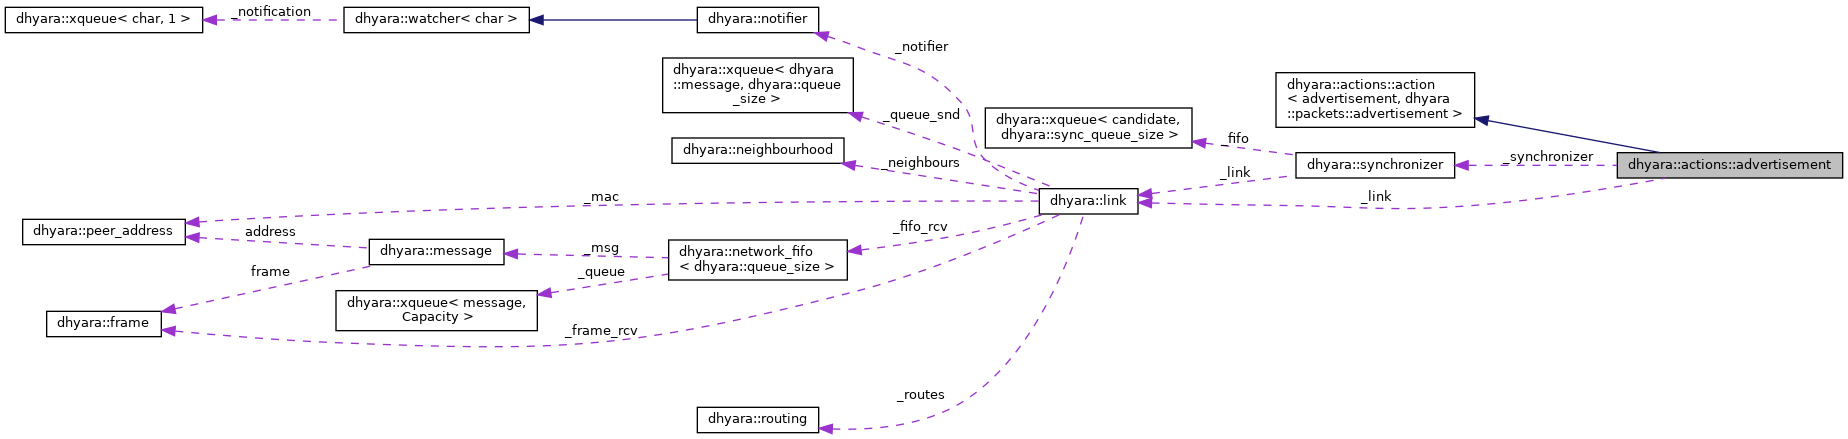 dhyara::xqueue< char, 1 >
_notification
dhyara::watcher< char >
dhyara::notifier
_notifier
dhyara::xqueue< dhyara
::message, dhyara::queue
_size >
_queue_snd
dhyara::neighbourhood
_neighbours
dhyara::xqueue< candidate,
dhyara::sync_queue_size >
_fifo
dhyara::actions::action
< advertisement, dhyara
::packets::advertisement >
dhyara::synchronizer
_synchronizer
dhyara::actions::advertisement
_link
_link
dhyara::link
_mac
dhyara::peer_address
address
dhyara::message
_msg
dhyara::network_fifo
< dhyara::queue_size >
_fifo_rcv
_queue
frame
dhyara::xqueue< message,
Capacity >
dhyara::frame
_frame_rcv
_routes
dhyara::routing